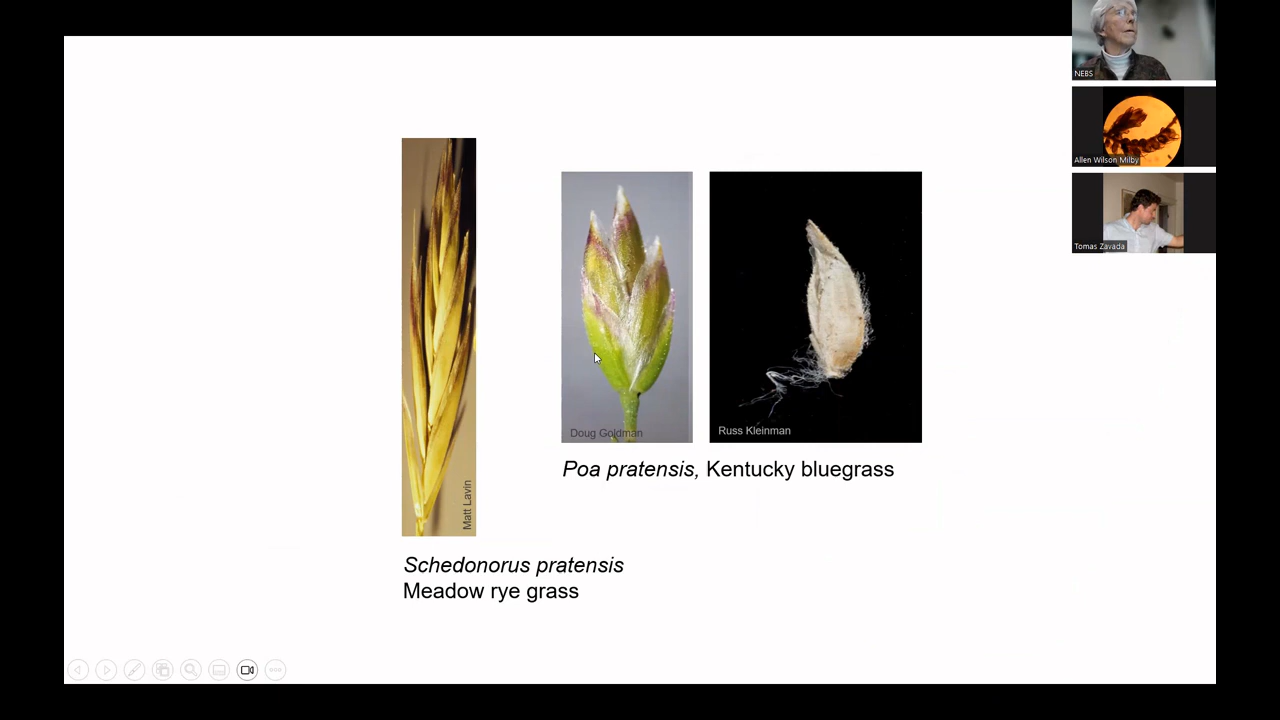 NEBS
Allen Wilson Milby
Tomas Zavada
Matt Lavin
Doug Goldman
Russ Kleinman
Poa pratensis, Kentucky bluegrass
Schedonorus pratensis
Meadow rye grass